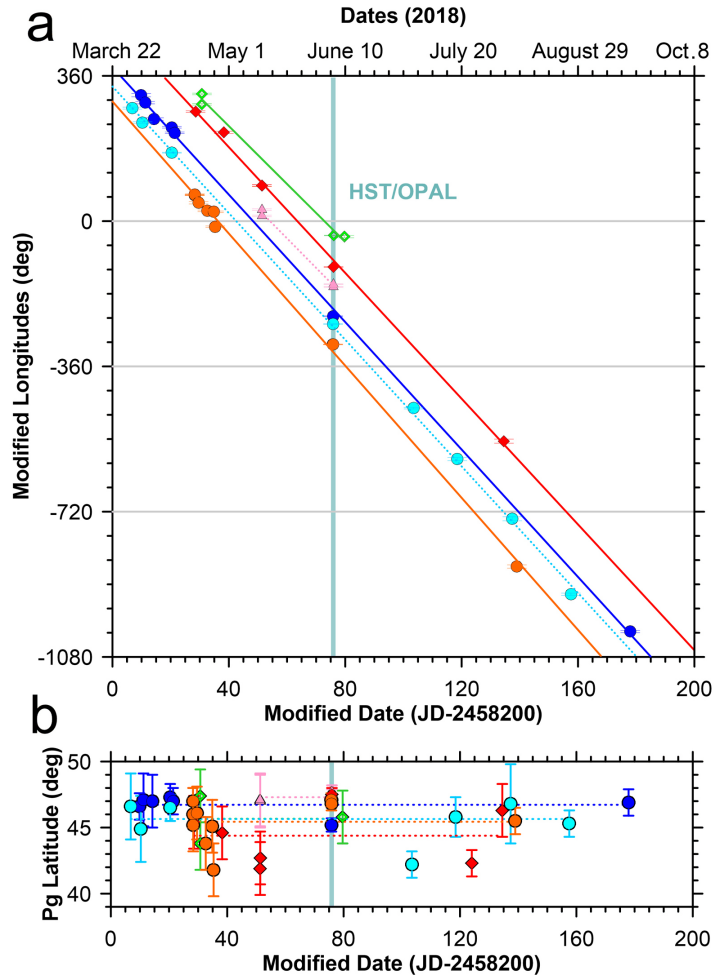 a
Dates (2018)
March 22 May 1 June 10 July 20 August 29 Oct.8
360
0
-360
-720
-1080
Modified Longitudes (deg)
HST/OPAL
0 40 80 120 160 200
Modified Date (JD-2458200)
b
50
45
40
Pg Latitude (deg)
0 40 80 120 160 200
Modified Date (JD-2458200)